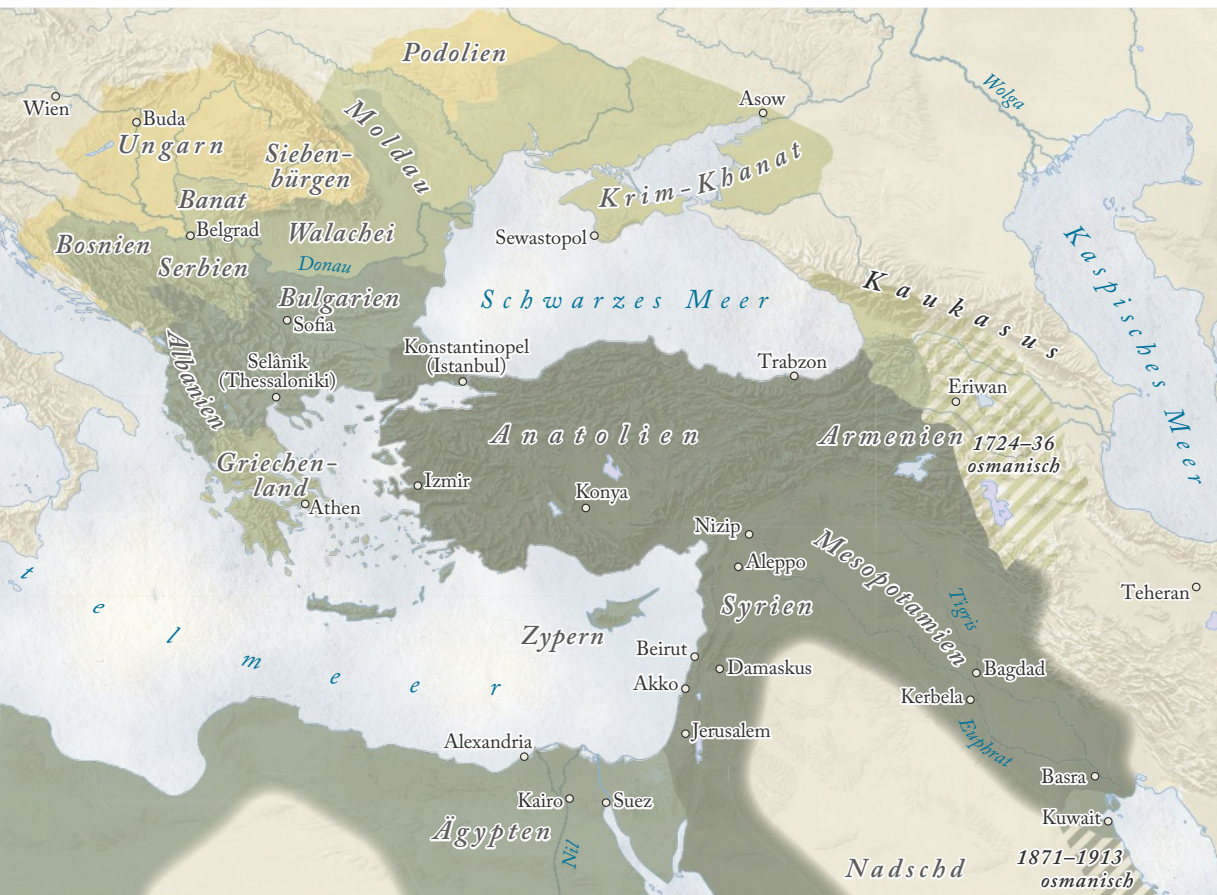 Podolien
Wien
Buda
Ungarn
Sieben-
bürgen
Moldau
Asow
Wolga
Krim-Khanat
Banat
Belgrad
Walachei
Bosnien
Serbien
Donau
Sewastopol
Bulgarien
Sofia
Schwarzes Meer
Kaukasus
Kaspisches Meer
Albanien
Selânik
(Thessaloniki)
Konstantinopel
(Istanbul)
Trabzon
Eriwan
Anatolien
Armenien
1724–36
osmanisch
Griechen-
land
Athen
Izmir
Konya
Nizip
Aleppo
Mesopotamien
Syrien
Tigris
Teheran
telmeer
Zypern
Beirut
Damaskus
Akko
Bagdad
Kerbela
Jerusalem
Euphrat
Alexandria
Basra
Kairo
Suez
Kuwait
Ägypten
Nil
Nadschd
1871–1913
osmanisch